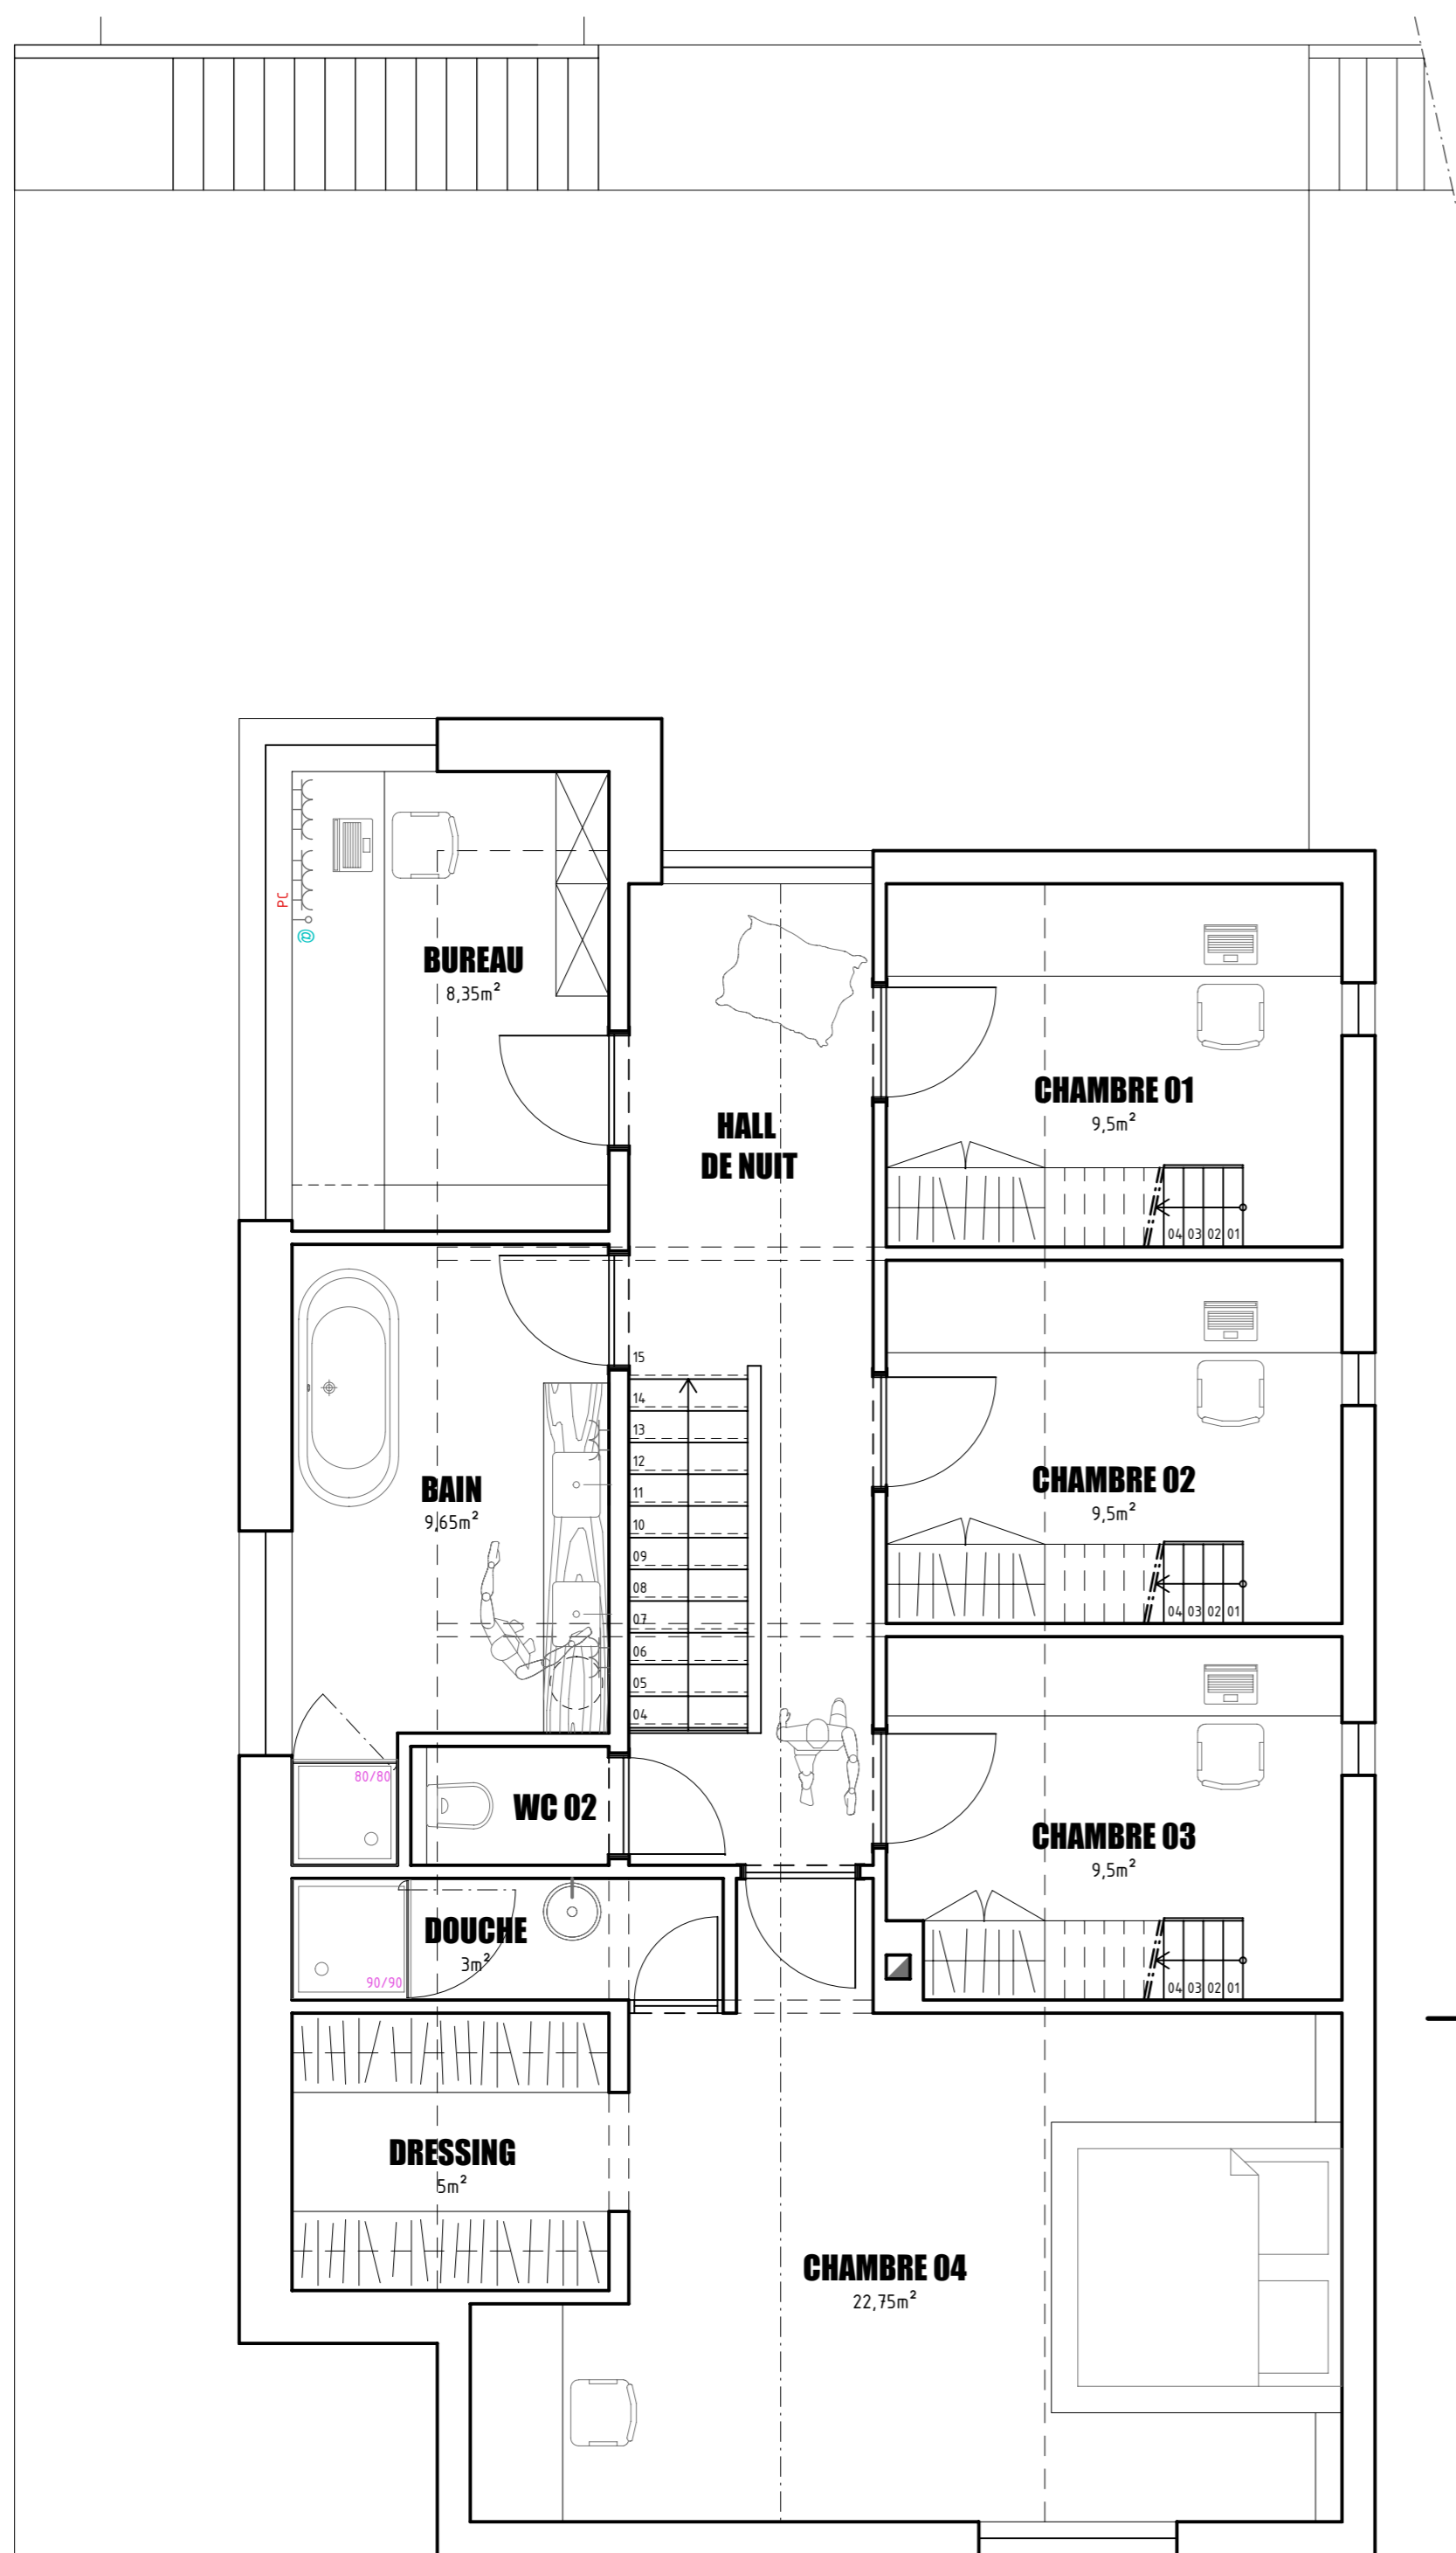 PC
@
BUREAU
8,35m²
CHAMBRE 01
9,5m²
HALL
DE NUIT
04 03 02 01
15
14
13
12
11
10
09
08
07
06
05
04
BAIN
9,65m²
CHAMBRE 02
9,5m²
04 03 02 01
80/80
WC 02
CHAMBRE 03
9,5m²
DOUCHE
3m²
90/90
04 03 02 01
DRESSING
5m²
CHAMBRE 04
22,75m²